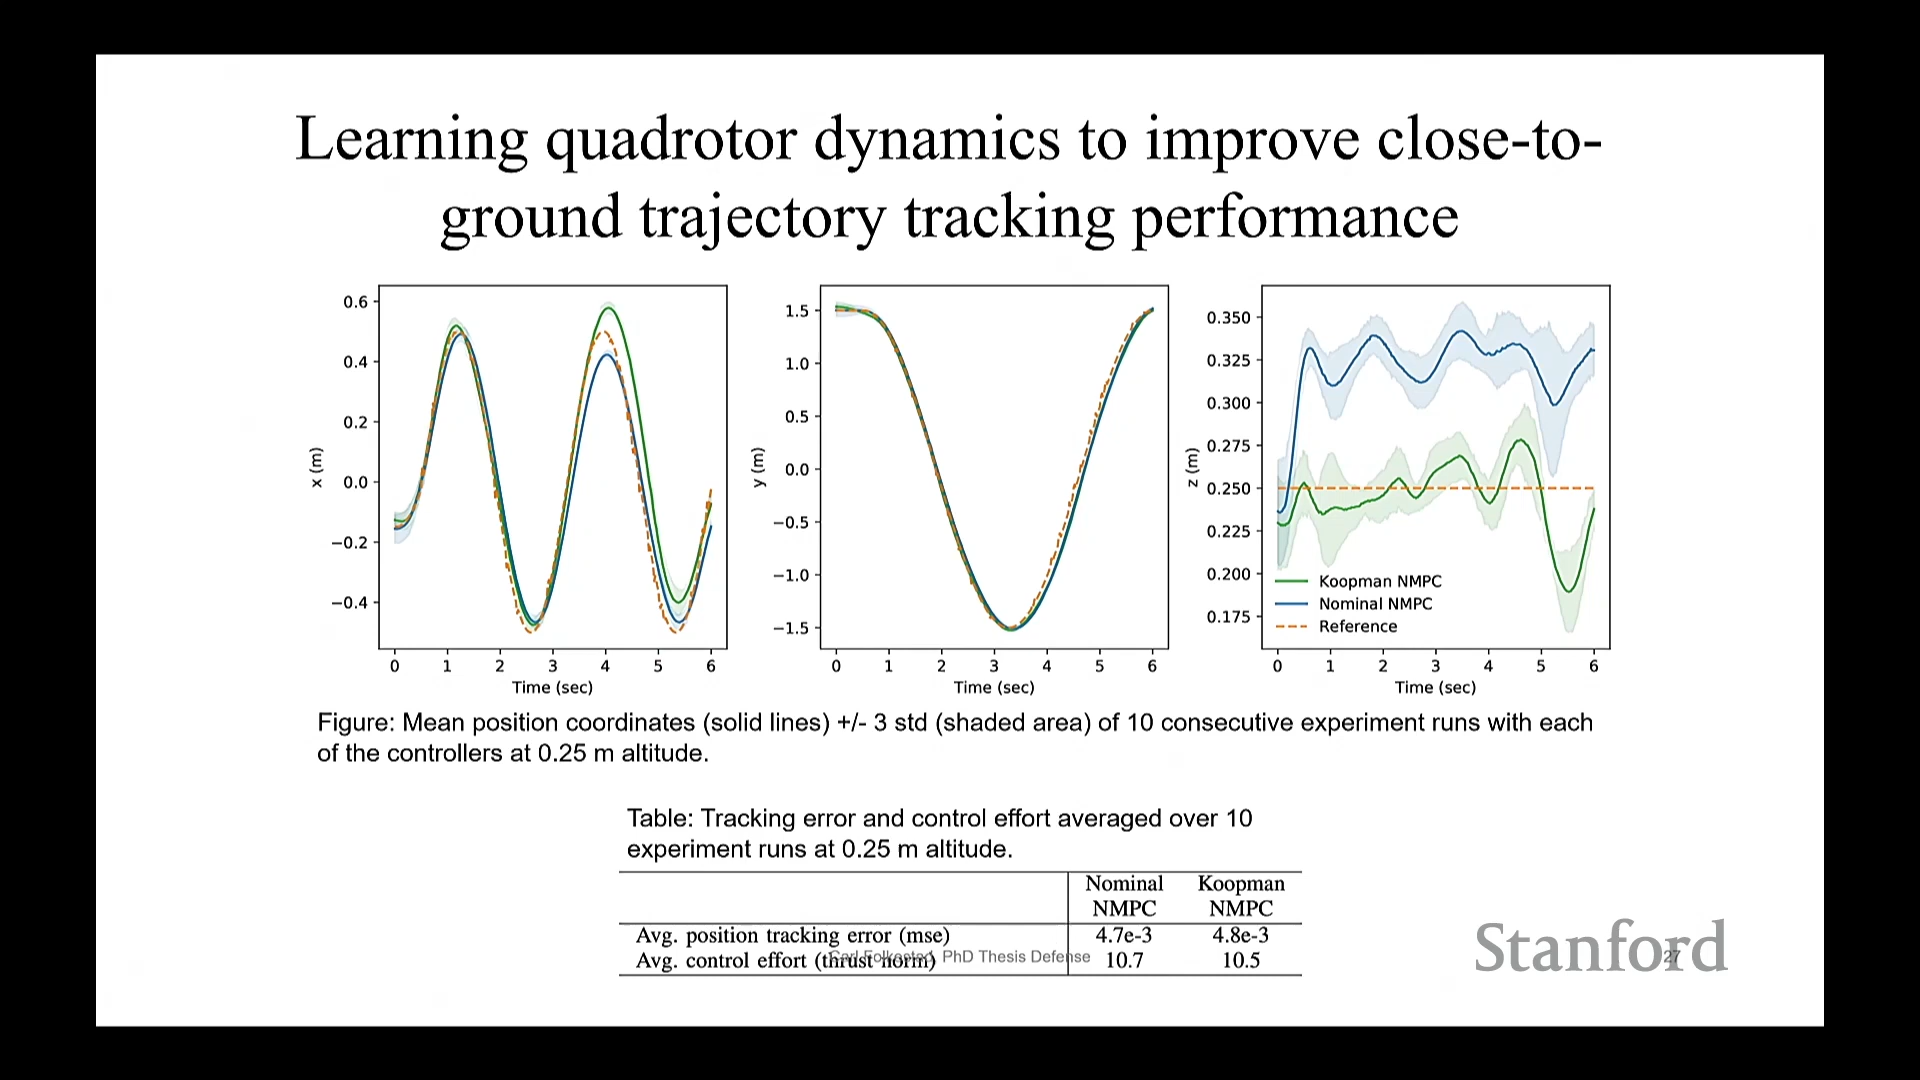 Learning quadrotor dynamics to improve close-to-
ground trajectory tracking performance
0.6
0.4
0.2
0.0
−0.2
−0.4
x (m)
0 1 2 3 4 5 6
Time (sec)
1.5
1.0
0.5
0.0
−0.5
−1.0
−1.5
y (m)
0 1 2 3 4 5 6
Time (sec)
0.350
0.325
0.300
0.275
0.250
0.225
0.200
0.175
z (m)
Koopman NMPC
Nominal NMPC
Reference
0 1 2 3 4 5 6
Time (sec)
Figure: Mean position coordinates (solid lines) +/- 3 std (shaded area) of 10 consecutive experiment runs with each
of the controllers at 0.25 m altitude.
Table: Tracking error and control effort averaged over 10
experiment runs at 0.25 m altitude.
Nominal Koopman
NMPC NMPC
Avg. position tracking error (mse) 4.7e-3 4.8e-3
Avg. control effort (thrust norm) 10.7 10.5
PhD Thesis Defense
Stanford
27